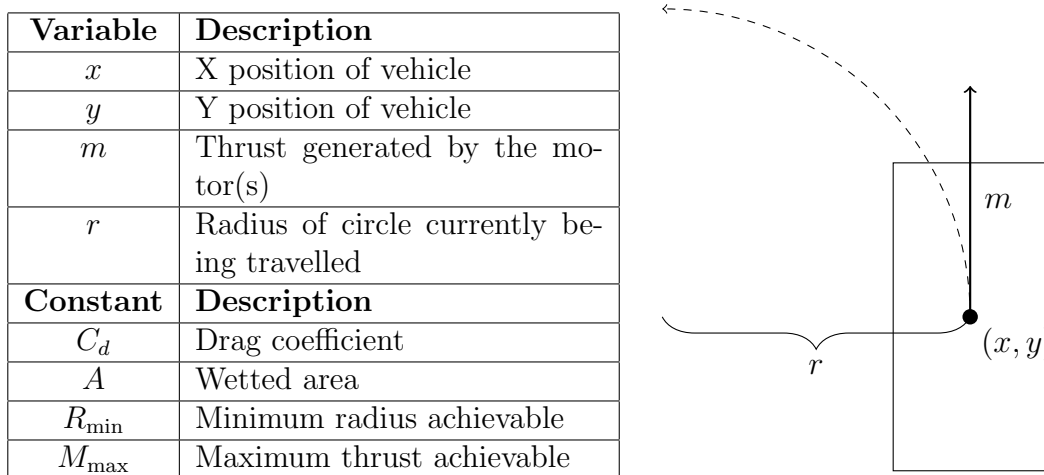 Variable Description
x X position of vehicle
y Y position of vehicle
m Thrust generated by the mo-
tor(s)
r Radius of circle currently be-
ing travelled
Constant Description
C_d Drag coefficient
A Wetted area
R_min Minimum radius achievable
M_max Maximum thrust achievable
m
(x, y
r